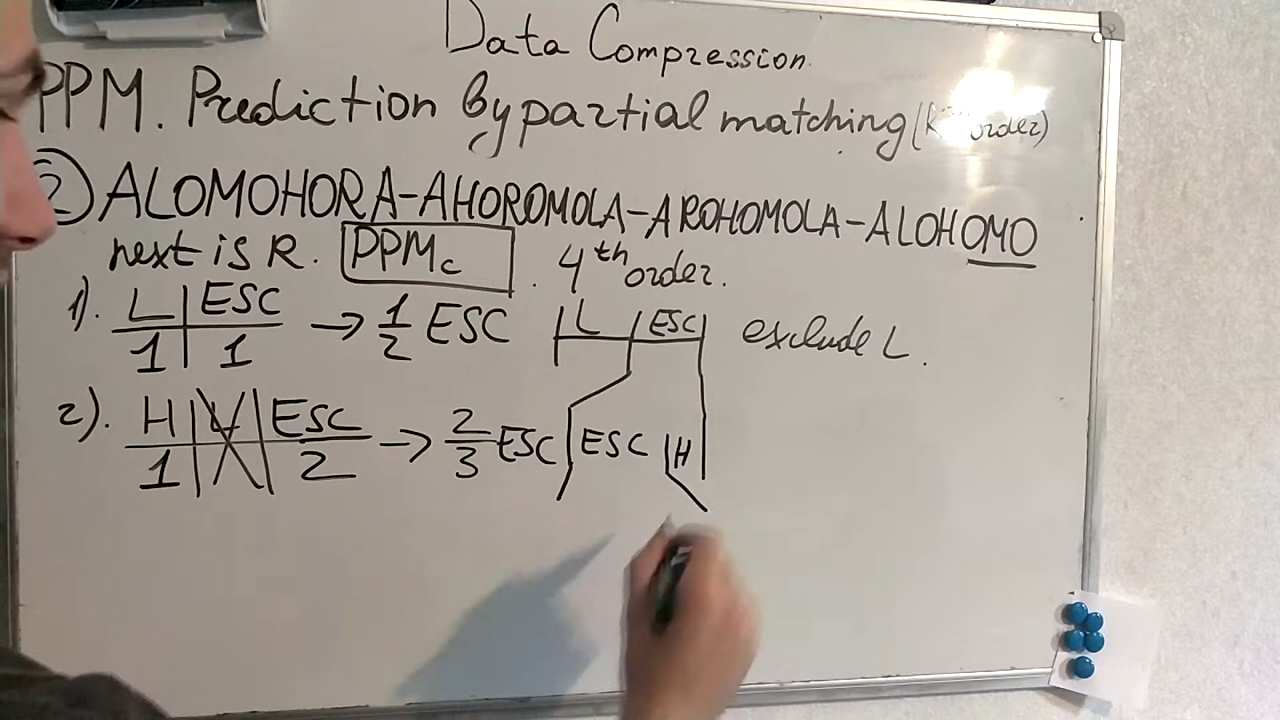 Data Compression.
PPM. Prediction by partial matching (K order)
2) ALOMOHORA-AHOROMOLA-AROHOMOLA-ALOHOMO
next is R. PPMc. 4th order.
1). L | ESC → 1/2 ESC | L | ESC | exclude L.
1 | 1
2). H | L | ESC → 2/3 ESC | ESC | H |
1 | | 2